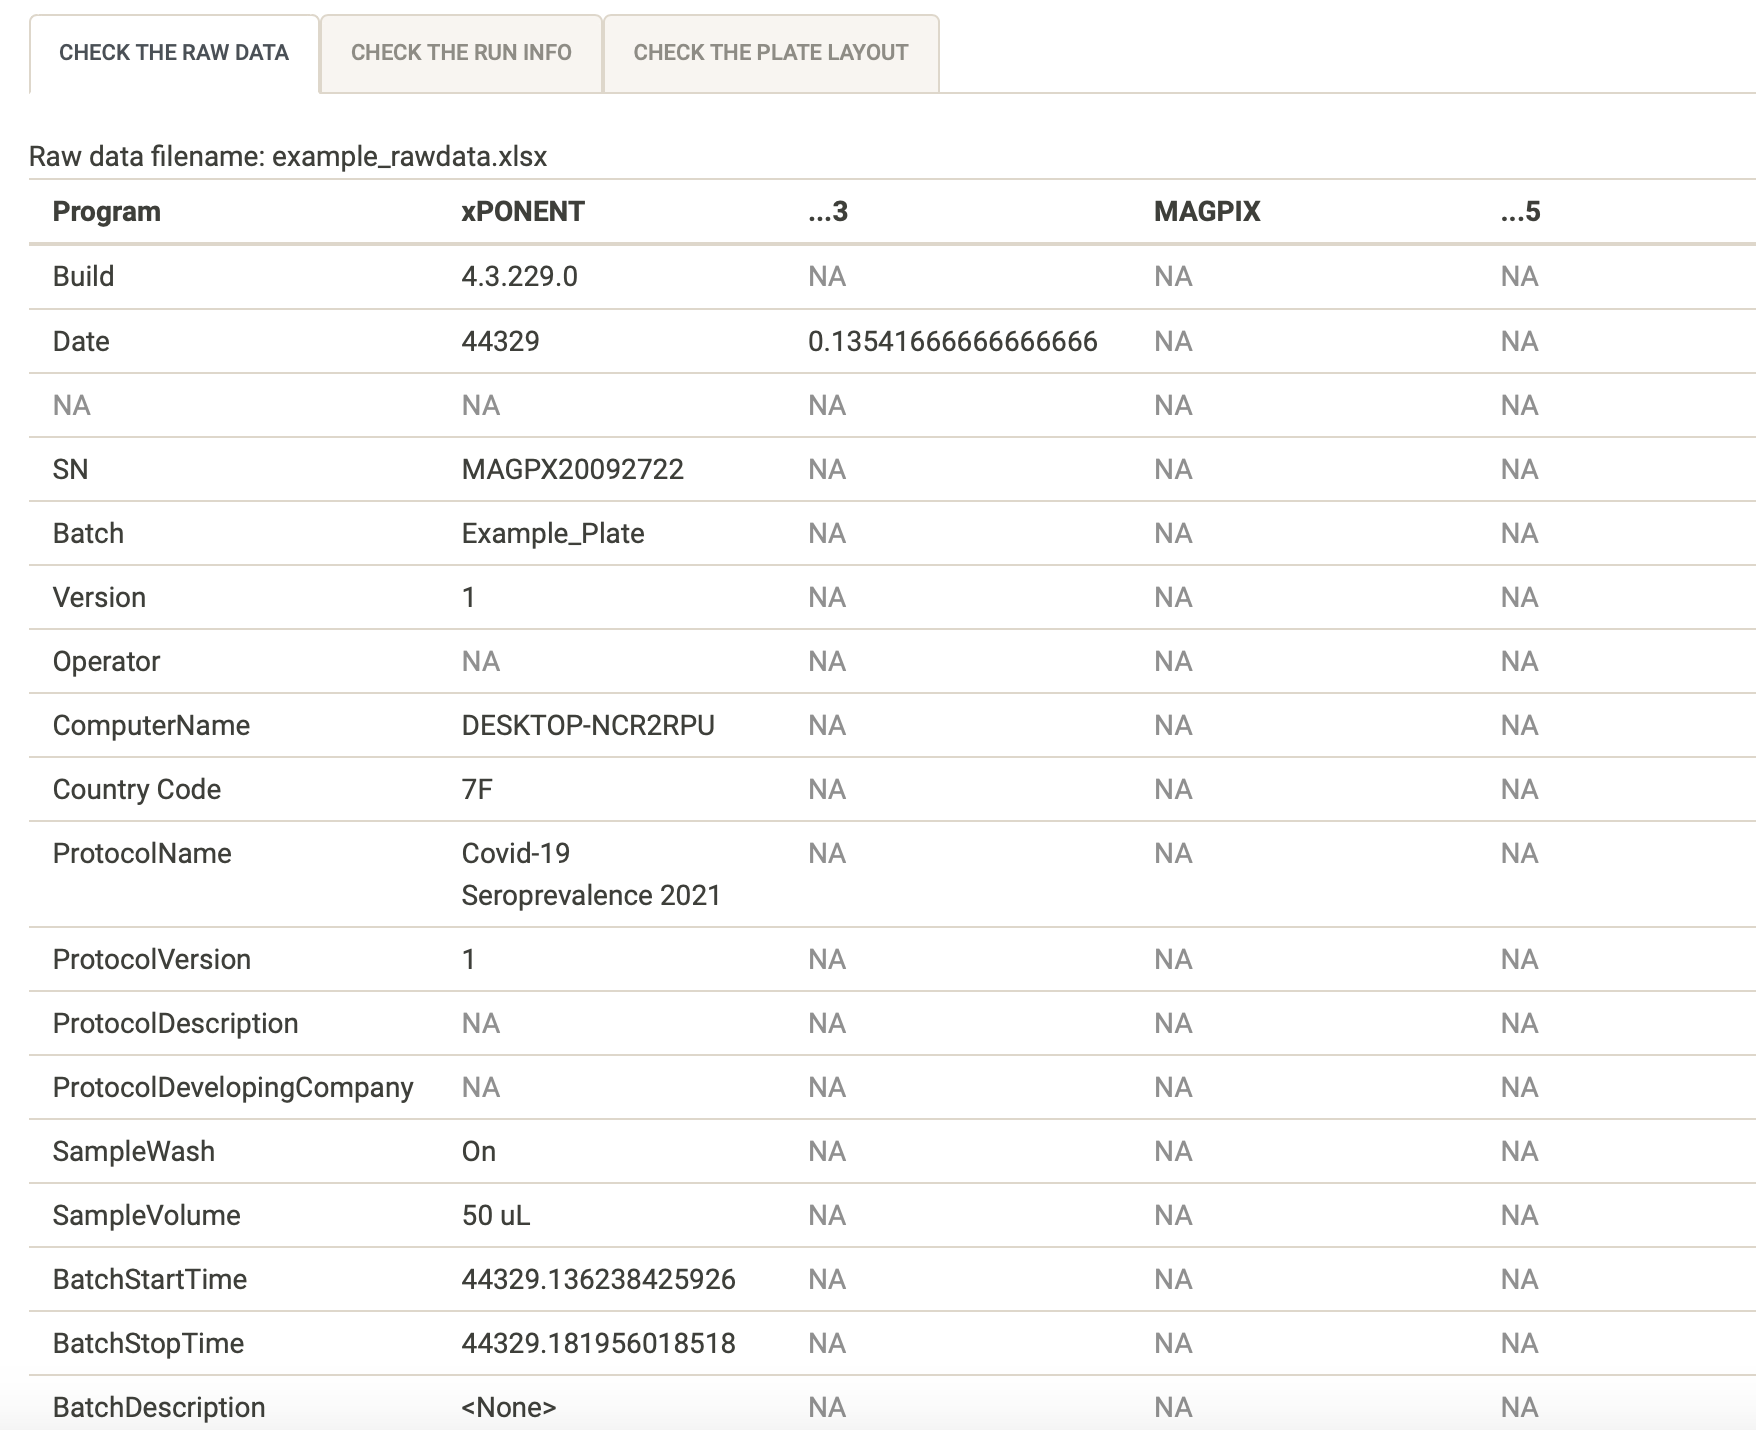 CHECK THE RAW DATA CHECK THE RUN INFO CHECK THE PLATE LAYOUT
Raw data filename: example_rawdata.xlsx
Program xPONENT ...3 MAGPIX ...5
Build 4.3.229.0 NA NA NA
Date 44329 0.13541666666666666 NA NA
NA NA NA NA NA
SN MAGPX20092722 NA NA NA
Batch Example_Plate NA NA NA
Version 1 NA NA NA
Operator NA NA NA NA
ComputerName DESKTOP-NCR2RPU NA NA NA
Country Code 7F NA NA NA
ProtocolName Covid-19 NA NA NA
Seroprevalence 2021
ProtocolVersion 1 NA NA NA
ProtocolDescription NA NA NA NA
ProtocolDevelopingCompany NA NA NA NA
SampleWash On NA NA NA
SampleVolume 50 uL NA NA NA
BatchStartTime 44329.136238425926 NA NA NA
BatchStopTime 44329.181956018518 NA NA NA
BatchDescription <None> NA NA NA